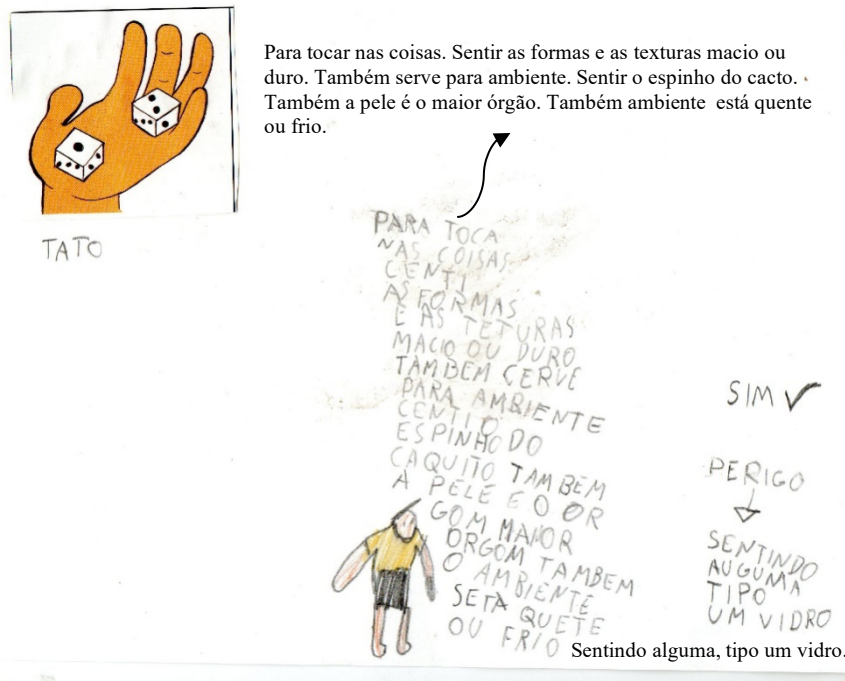 Para tocar nas coisas. Sentir as formas e as texturas macio ou
duro. Também serve para ambiente. Sentir o espinho do cacto.
Também a pele é o maior órgão. Também ambiente está quente
ou frio.
TATO
PARA TOCA
NAS COISAS
CENTI
AS FORMAS
E AS TETURAS
MACIO OU DURO
TAMBEM CERVE
PARA AMBIENTE
CENTI O
ESPINHO DO
CAQUITO TAMBEM
A PELE E O OR
GOM MAIOR
ORGOM TAMBEM
O AMBIENTE
SETA QUETE
OU FRIO
SIM
PERIGO
SENTINDO
AUGUMA
TIPO
UM VIDRO
Sentindo alguma, tipo um vidro.